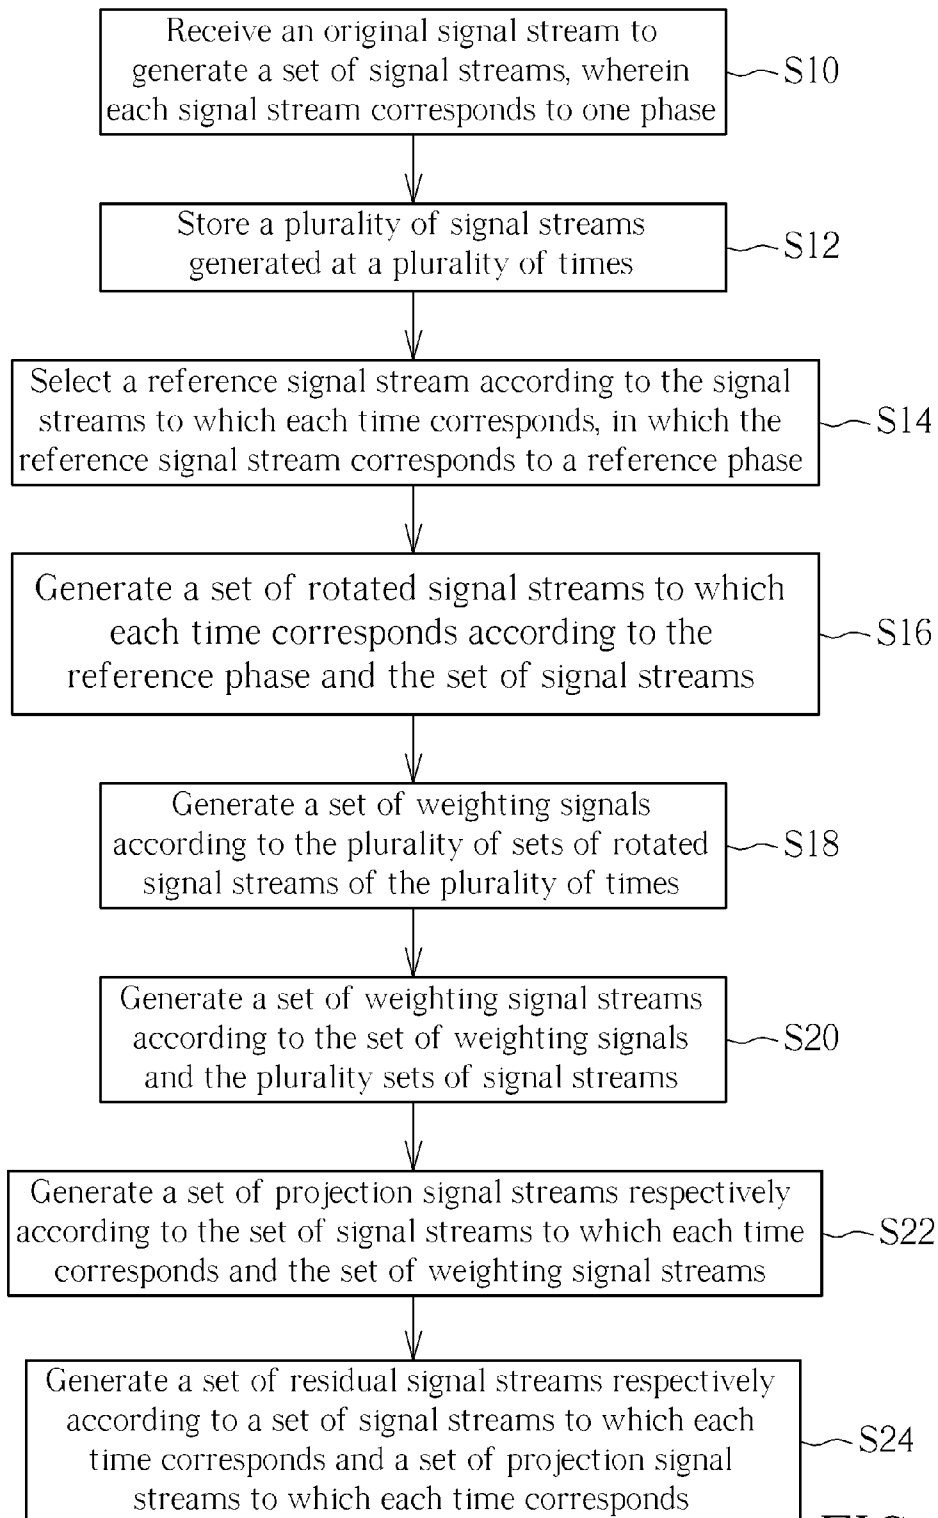 Receive an original signal stream to
generate a set of signal streams, wherein
each signal stream corresponds to one phase
S10
Store a plurality of signal streams
generated at a plurality of times
S12
Select a reference signal stream according to the signal
streams to which each time corresponds, in which the
reference signal stream corresponds to a reference phase
S14
Generate a set of rotated signal streams to which
each time corresponds according to the
reference phase and the set of signal streams
S16
Generate a set of weighting signals
according to the plurality of sets of rotated
signal streams of the plurality of times
S18
Generate a set of weighting signal streams
according to the set of weighting signals
and the plurality sets of signal streams
S20
Generate a set of projection signal streams respectively
according to the set of signal streams to which each time
corresponds and the set of weighting signal streams
S22
Generate a set of residual signal streams respectively
according to a set of signal streams to which each
time corresponds and a set of projection signal
streams to which each time corresponds
S24